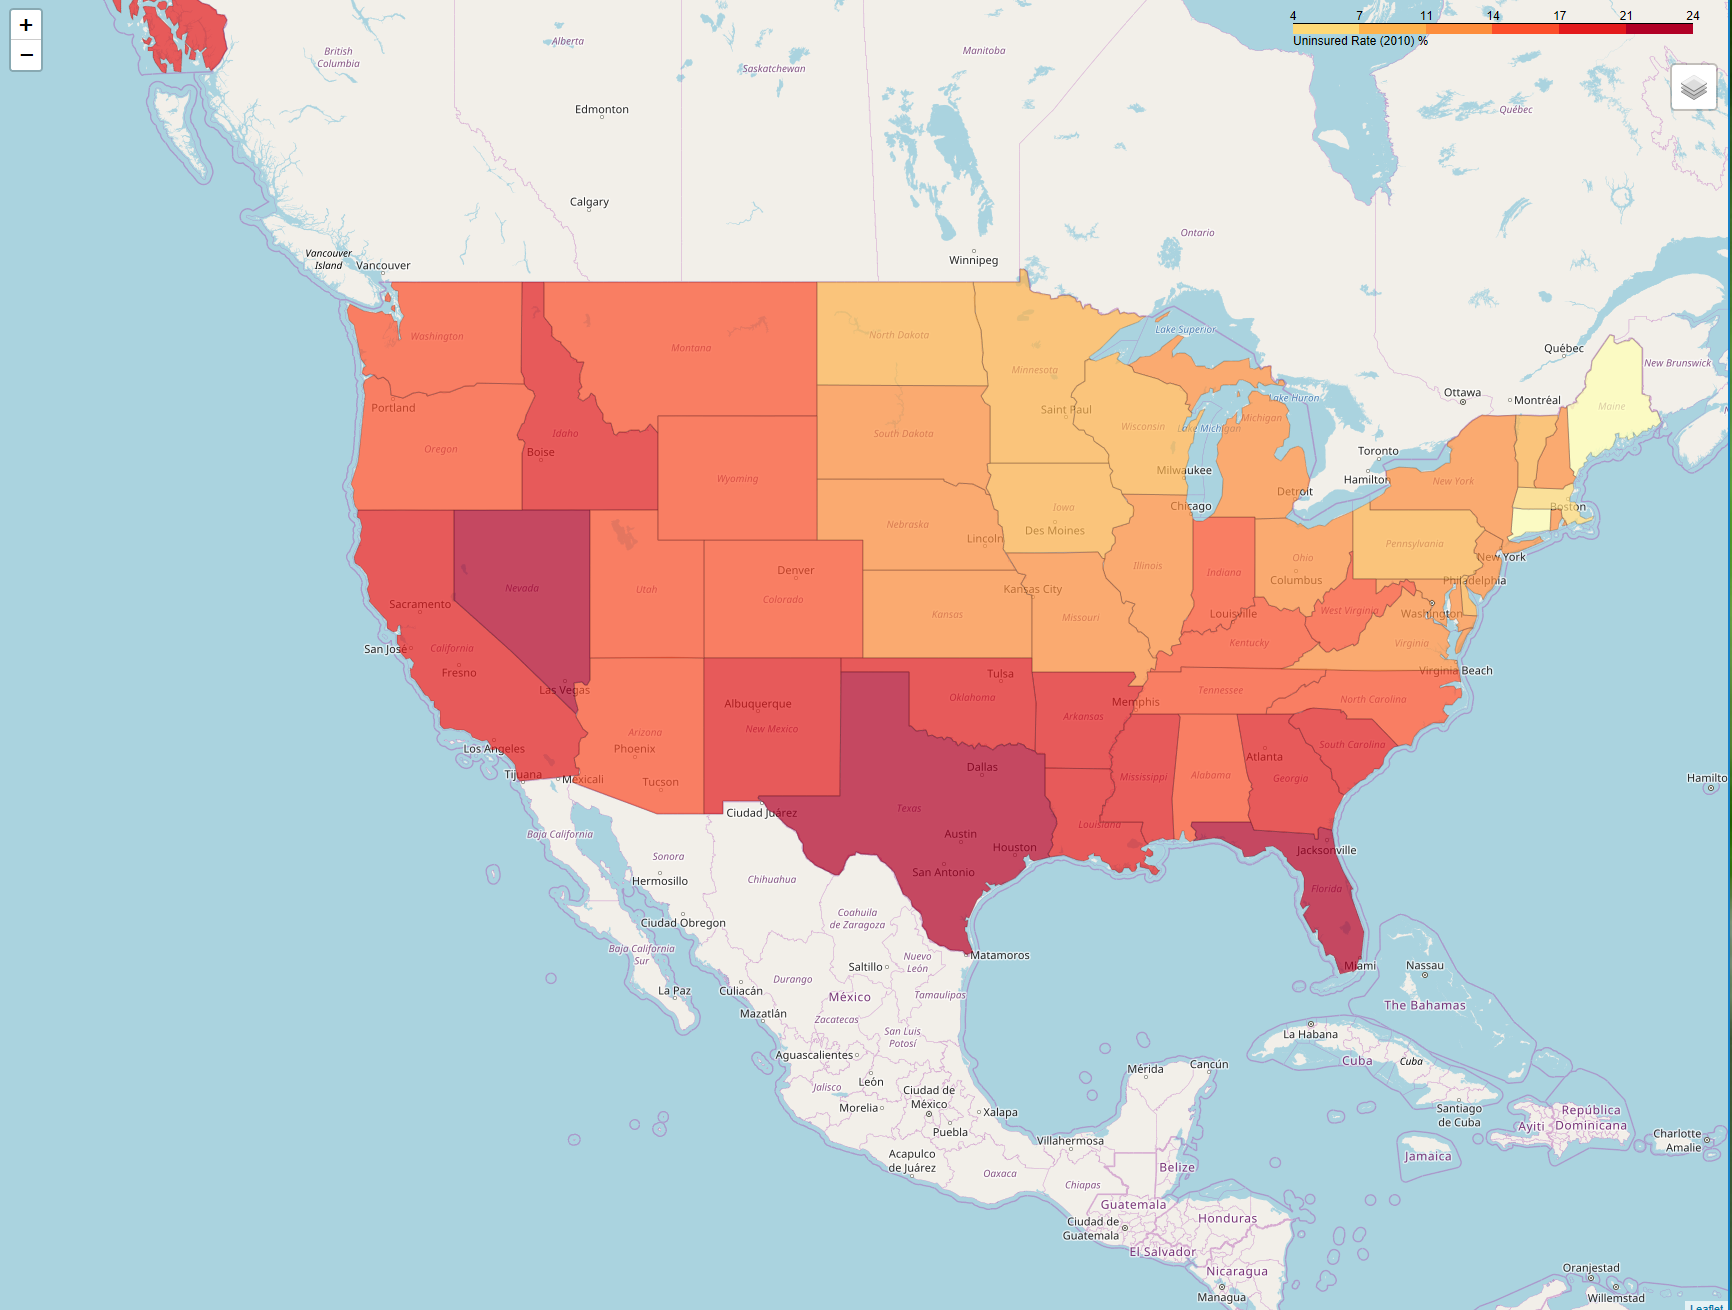 +
−
4 7 11 14 17 21 24
Uninsured Rate (2010) %
British
Columbia
Alberta
Saskatchewan
Manitoba
Québec
Edmonton
Calgary
Ontario
Vancouver
Island
Vancouver
Winnipeg
Washington
Montana
North Dakota
Minnesota
Lake Superior
Québec
New Brunswick
Ottawa
Montréal
Maine
Portland
Oregon
Idaho
Boise
Wyoming
South Dakota
Saint Paul
Wisconsin
Lake Michigan
Michigan
Lake Huron
Milwaukee
Toronto
Hamilton
New York
Detroit
Chicago
Boston
Nebraska
Lincoln
Iowa
Des Moines
Illinois
Indiana
Ohio
Columbus
Pennsylvania
New York
Philadelphia
Nevada
Utah
Denver
Colorado
Kansas
Kansas City
Missouri
Louisville
Kentucky
West Virginia
Washington
Virginia
Virginia Beach
Sacramento
San José
California
Fresno
Las Vegas
Albuquerque
New Mexico
Tulsa
Oklahoma
Arkansas
Memphis
Tennessee
North Carolina
Los Angeles
Arizona
Phoenix
Tucson
Tijuana
Mexicali
Dallas
Texas
Austin
Houston
San Antonio
Mississippi
Louisiana
Alabama
Atlanta
Georgia
South Carolina
Hamilto
Ciudad Juárez
Jacksonville
Florida
Miami
Baja California
Sonora
Hermosillo
Chihuahua
Ciudad Obregon
Coahuila
de Zaragoza
Baja California
Sur
Nuevo
León
Matamoros
Saltillo
Durango
La Paz
Culiacán
México
Tamaulipas
Mazatlán
Zacatecas
San Luis
Potosí
Nassau
The Bahamas
La Habana
Cuba
Cuba
Aguascalientes
Mérida
Cancún
Jalisco
León
Ciudad de
México
Morelia
Xalapa
Puebla
Villahermosa
Santiago
de Cuba
Ayiti
República
Dominicana
Charlotte
Amalie
Jamaica
Acapulco
de Juárez
Oaxaca
Chiapas
Belize
Guatemala
Ciudad de
Guatemala
Honduras
El Salvador
Nicaragua
Managua
Oranjestad
Willemstad
Leaflet